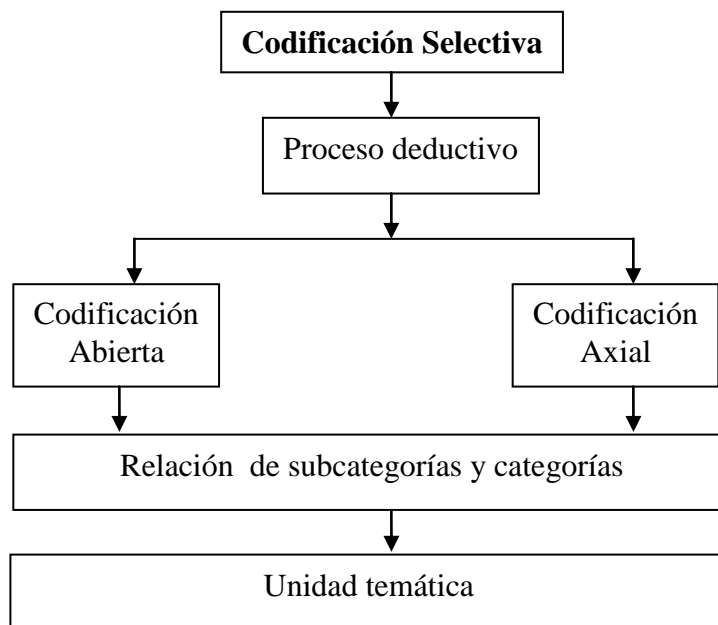 Codificación Selectiva
Proceso deductivo
Codificación
Abierta
Codificación
Axial
Relación de subcategorías y categorías
Unidad temática